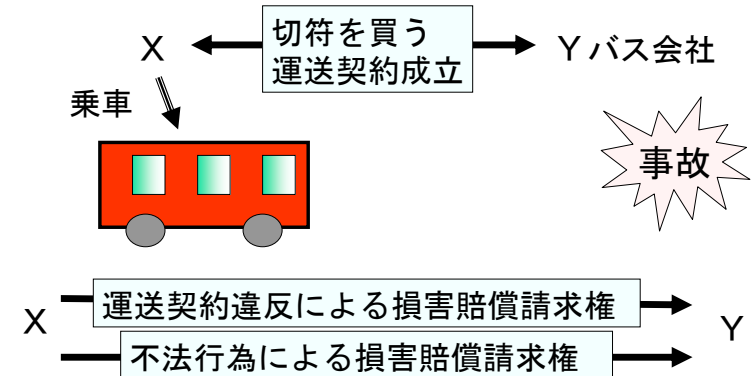 切符を買う
運送契約成立
X
Yバス会社
乗車
事故
運送契約違反による損害賠償請求権
X
Y
不法行為による損害賠償請求権